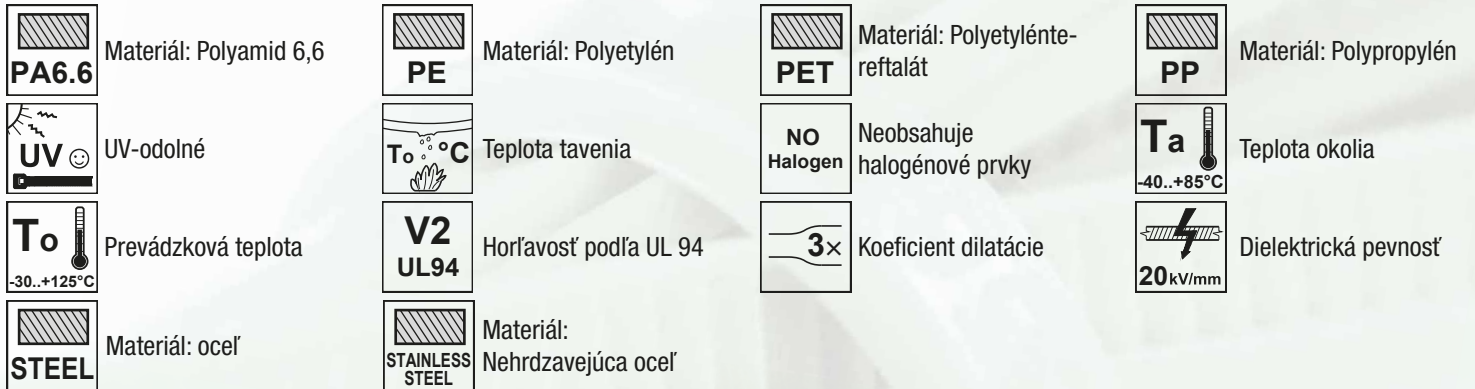 PA6.6
Materiál: Polyamid 6,6
PE
Materiál: Polyetylén
PET
Materiál: Polyetylénte-
reftalát
PP
Materiál: Polypropylén
UV
UV-odolné
To °C
Teplota tavenia
NO
Halogen
Neobsahuje
halogénové prvky
Ta
-40..+85°C
Teplota okolia
To
-30..+125°C
Prevádzková teplota
V2
UL94
Horľavosť podľa UL 94
3×
Koeficient dilatácie
20 kV/mm
Dielektrická pevnosť
STEEL
Materiál: oceľ
STAINLESS
STEEL
Materiál:
Nehrdzavejúca oceľ